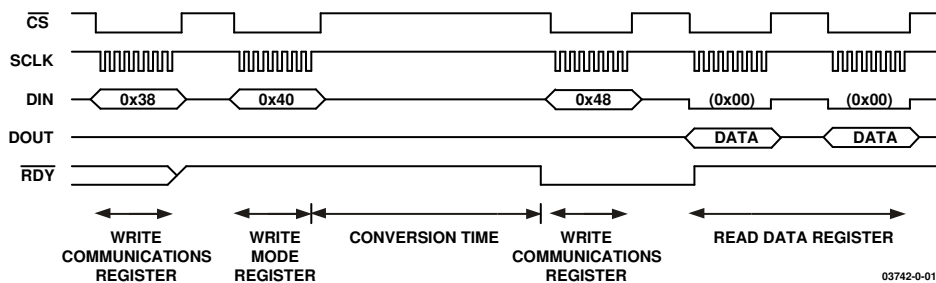 CS
SCLK
DIN 0x38 0x40 0x48 (0x00) (0x00)
DOUT DATA DATA
RDY
WRITE
COMMUNICATIONS
REGISTER
WRITE
MODE
REGISTER
CONVERSION TIME
WRITE
COMMUNICATIONS
REGISTER
READ DATA REGISTER
03742-0-01